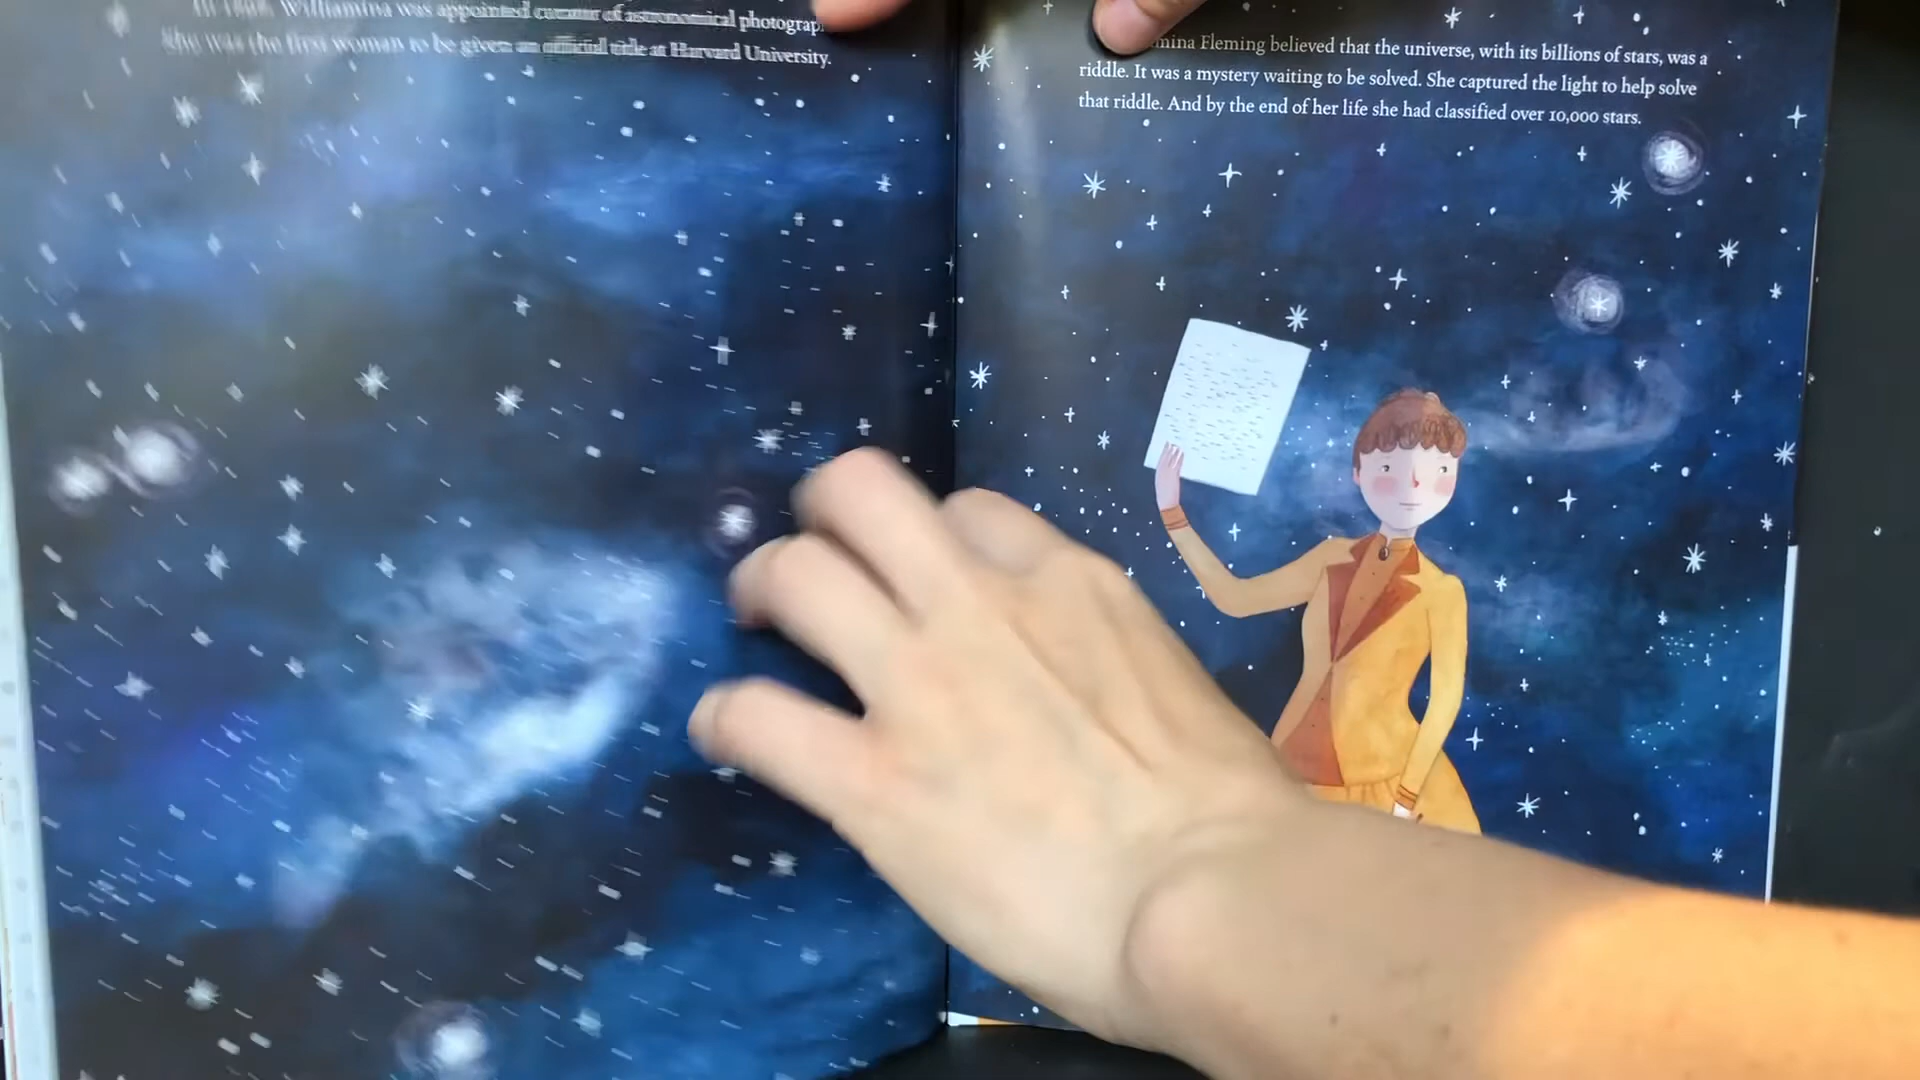 Williamina was appointed curator of astronomical photograp
She was the first woman to be given an official title at Harvard University.
mina Fleming believed that the universe, with its billions of stars, was a
riddle. It was a mystery waiting to be solved. She captured the light to help solve
that riddle. And by the end of her life she had classified over 10,000 stars.